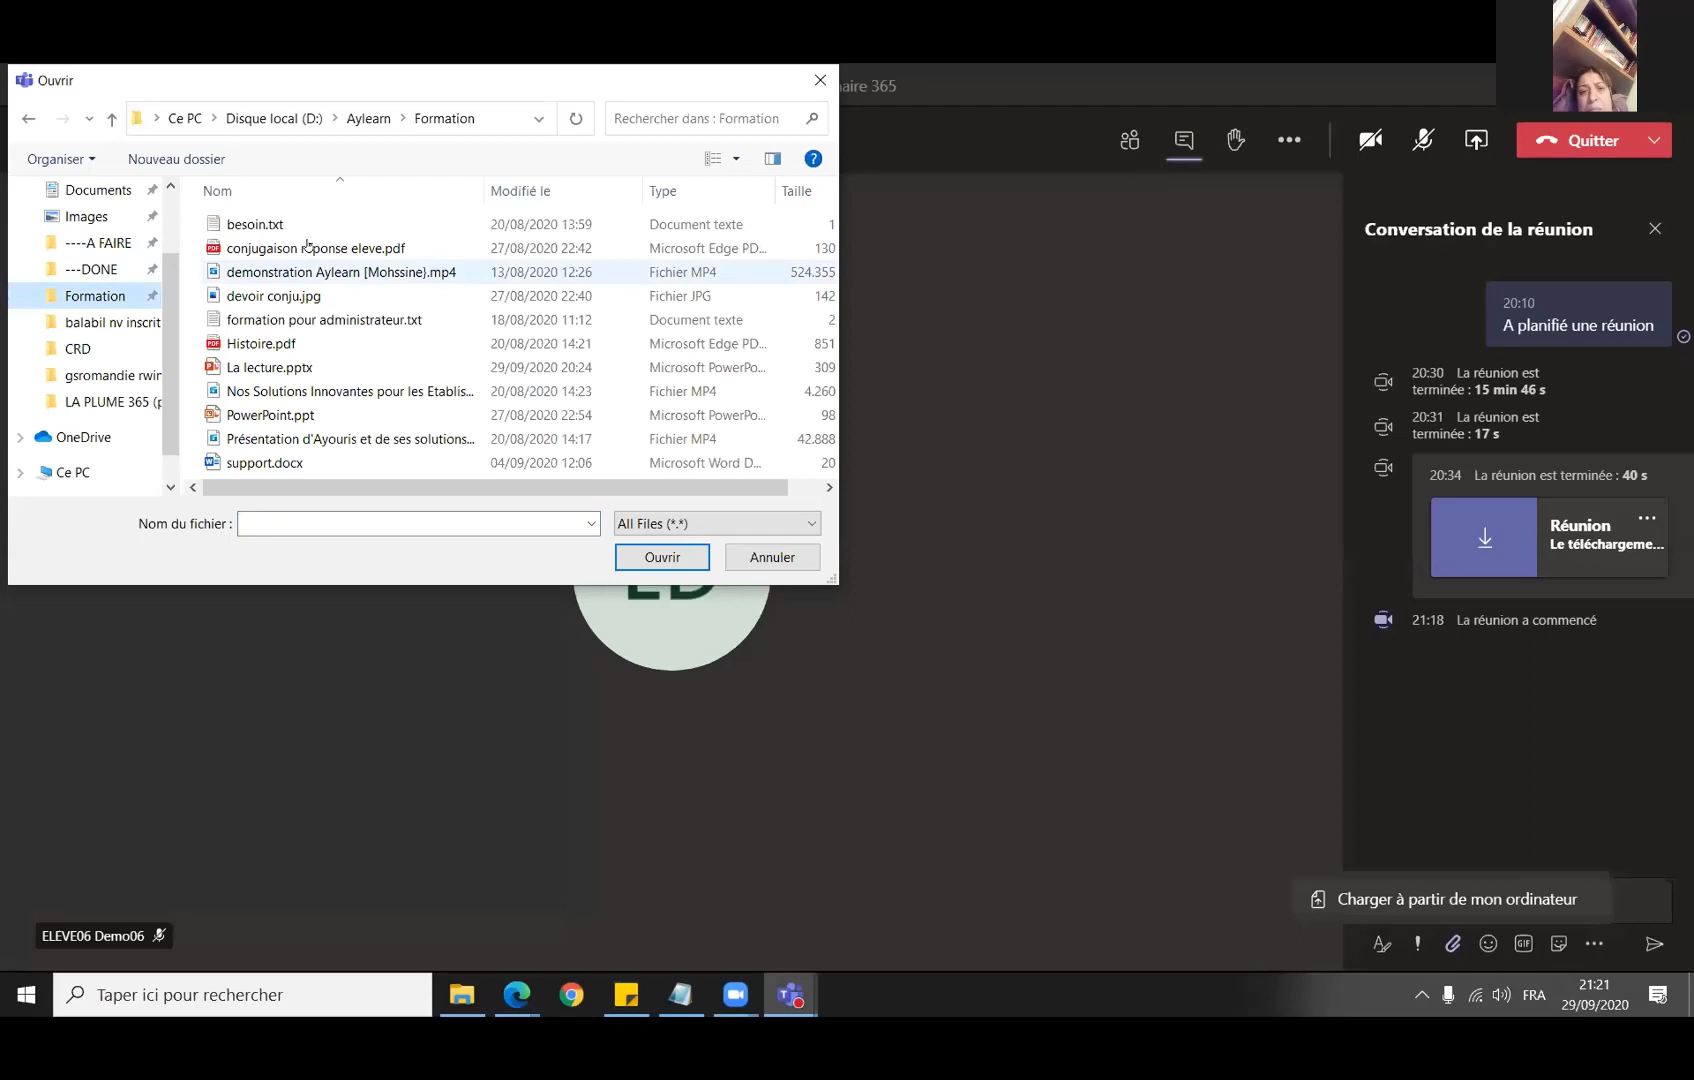 Ouvrir
aire 365
Ce PC
Disque local (D:)
Aylearn
Formation
Rechercher dans : Formation
Organiser
Nouveau dossier
Quitter
Documents
Images
----A FAIRE
---DONE
Formation
balabil nv inscrit
CRD
gsromandie rwin
LA PLUME 365 (p
OneDrive
Ce PC
Nom Modifié le Type Taille
besoin.txt 20/08/2020 13:59 Document texte 1
conjugaison réponse eleve.pdf 27/08/2020 22:42 Microsoft Edge PD... 130
demonstration Aylearn [Mohssine}.mp4 13/08/2020 12:26 Fichier MP4 524.355
devoir conju.jpg 27/08/2020 22:40 Fichier JPG 142
formation pour administrateur.txt 18/08/2020 11:12 Document texte 2
Histoire.pdf 20/08/2020 14:21 Microsoft Edge PD... 851
La lecture.pptx 29/09/2020 20:24 Microsoft PowerPo... 309
Nos Solutions Innovantes pour les Etablis... 20/08/2020 14:23 Fichier MP4 4.260
PowerPoint.ppt 27/08/2020 22:54 Microsoft PowerPo... 98
Présentation d'Ayouris et de ses solutions... 20/08/2020 14:17 Fichier MP4 42.888
support.docx 04/09/2020 12:06 Microsoft Word D... 20
Nom du fichier :
All Files (*.*)
Ouvrir
Annuler
ED
Conversation de la réunion
20:10
A planifié une réunion
20:30 La réunion est
terminée : 15 min 46 s
20:31 La réunion est
terminée : 17 s
20:34 La réunion est terminée : 40 s
Réunion
Le téléchargeme...
21:18 La réunion a commencé
Charger à partir de mon ordinateur
GIF
ELEVE06 Demo06
Taper ici pour rechercher
FRA
21:21
29/09/2020